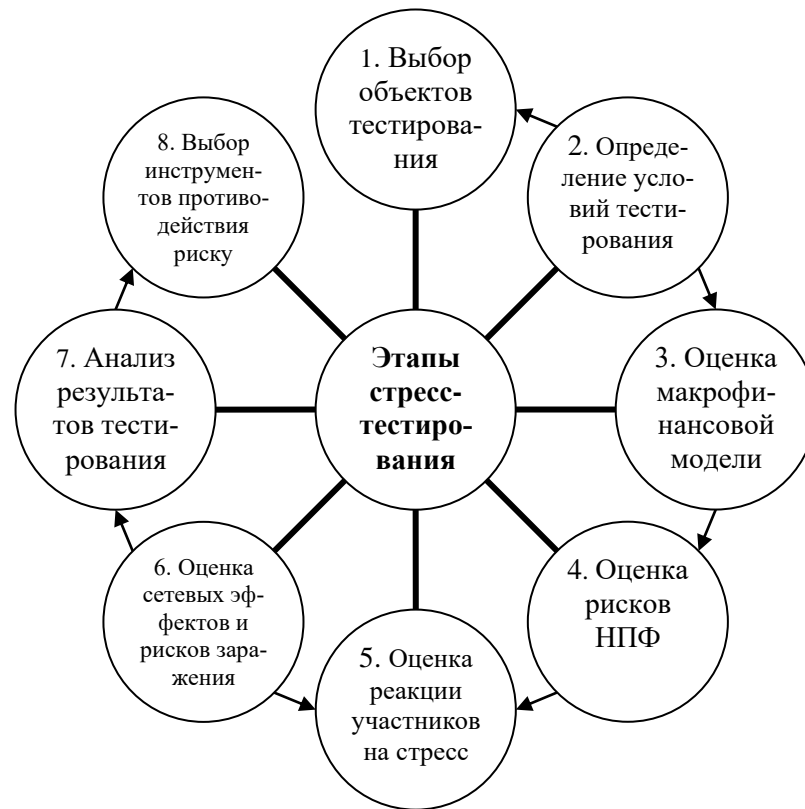 1. Выбор
объектов
тестирова-
ния
2. Опреде-
ление усло-
вий тести-
рования
3. Оценка
макрофи-
нансовой
модели
4. Оценка
рисков
НПФ
5. Оценка
реакции
участников
на стресс
6. Оценка
сетевых эф-
фектов и
рисков зара-
жения
7. Анализ
результа-
тов тести-
рования
8. Выбор
инструмен-
тов противо-
действия
риску
Этапы
стресс-
тестиро-
вания